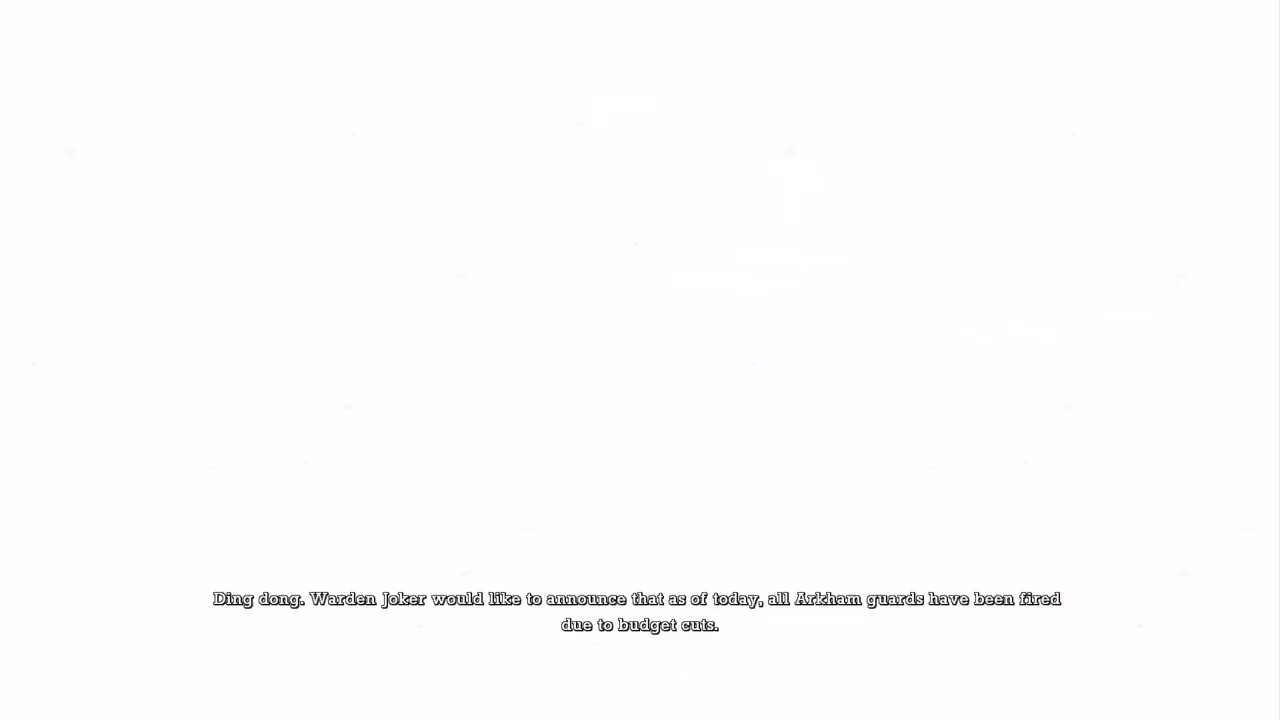 Ding dong. Warden Joker would like to announce that as of today, all Arkham guards have been fired
due to budget cuts.